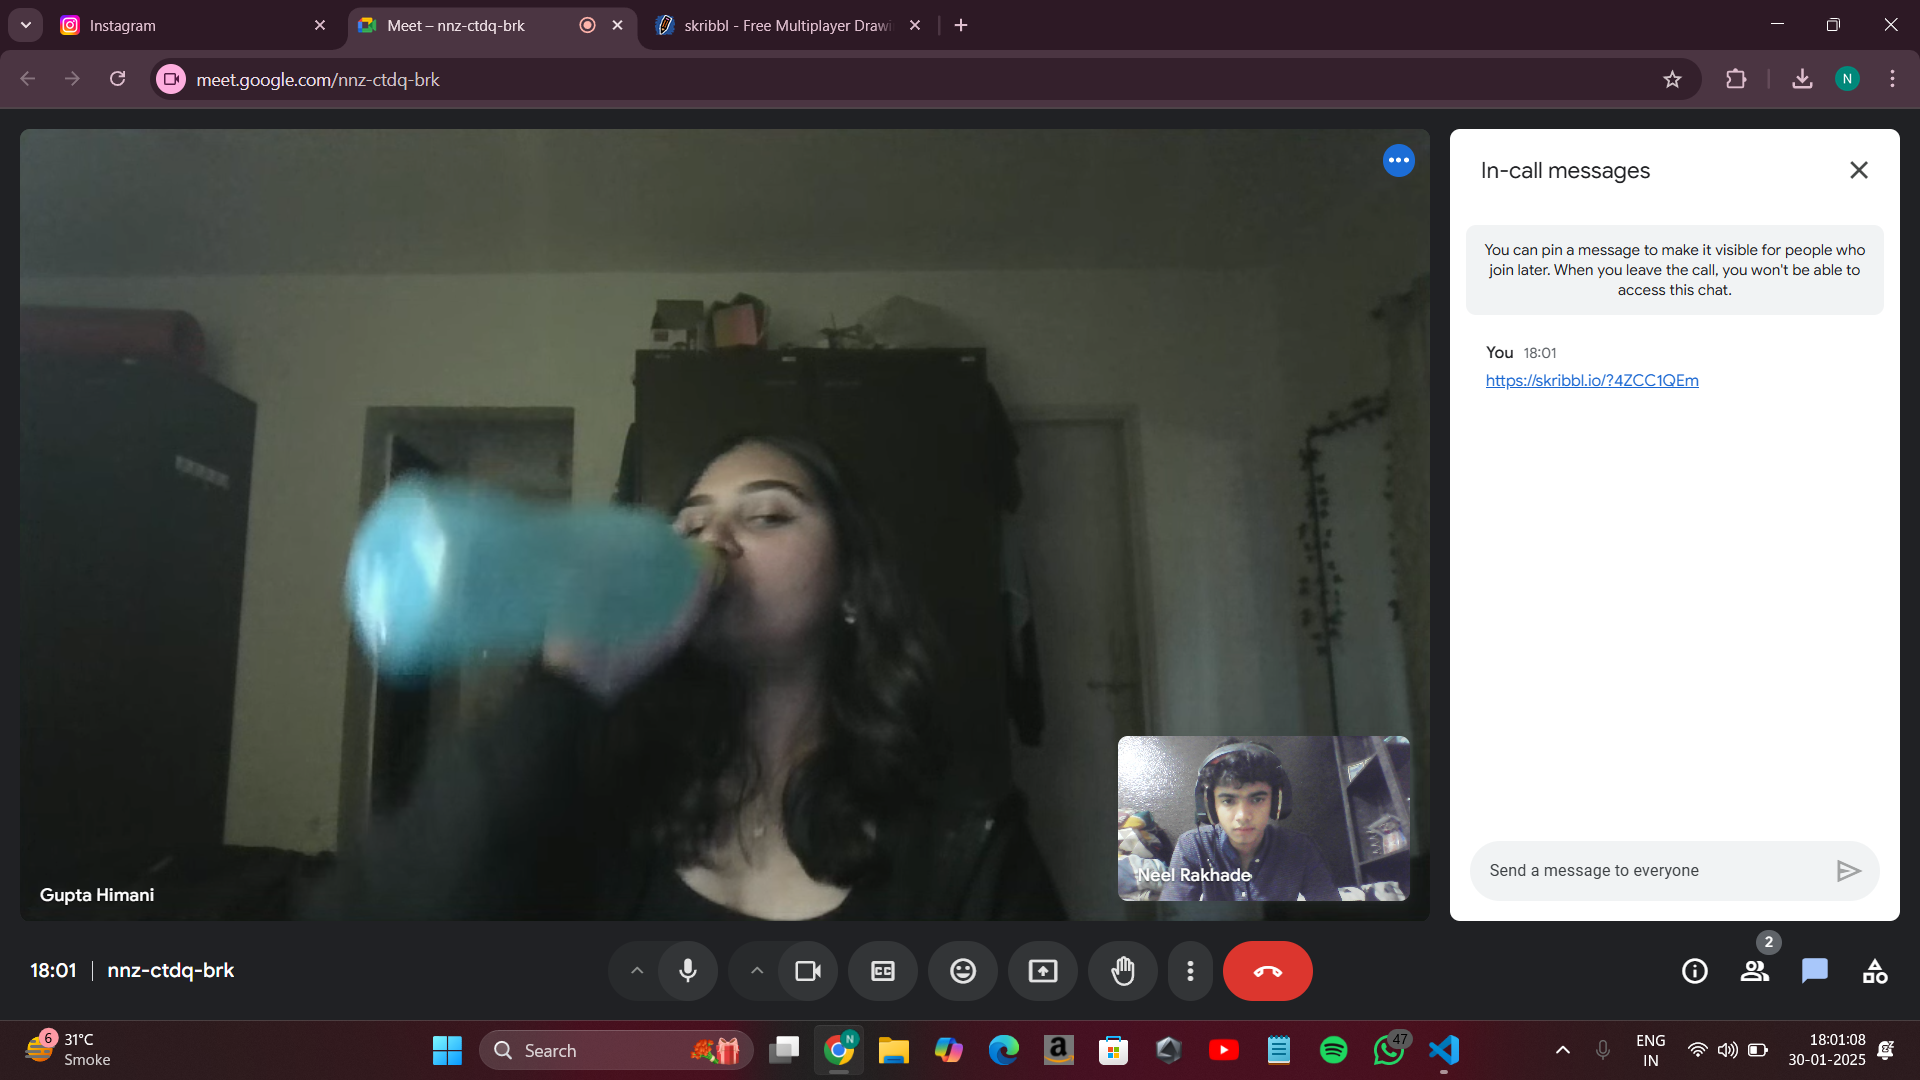 Instagram
Meet – nnz-ctdq-brk
skribbl - Free Multiplayer Drawi
meet.google.com/nnz-ctdq-brk
N
In-call messages
You can pin a message to make it visible for people who
join later. When you leave the call, you won't be able to
access this chat.
You 18:01
https://skribbl.io/?4ZCC1QEm
Gupta Himani
Neel Rakhade
Send a message to everyone
18:01 | nnz-ctdq-brk
CC
2
6
31°C
Smoke
Search
N
a
47
ENG
IN
18:01:08
30-01-2025